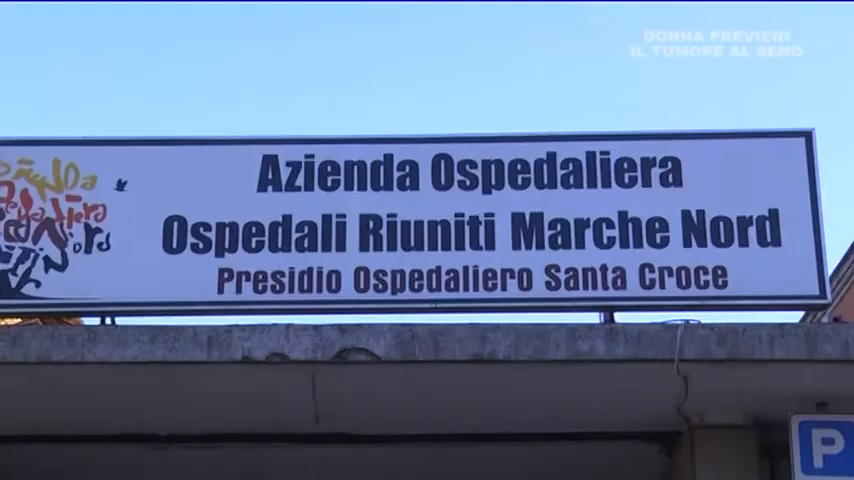 DONNA PREVIENI
IL TUMORE AL SENO
Azienda Ospedaliera
Ospedali Riuniti Marche Nord
Presidio Ospedaliero Santa Croce
P